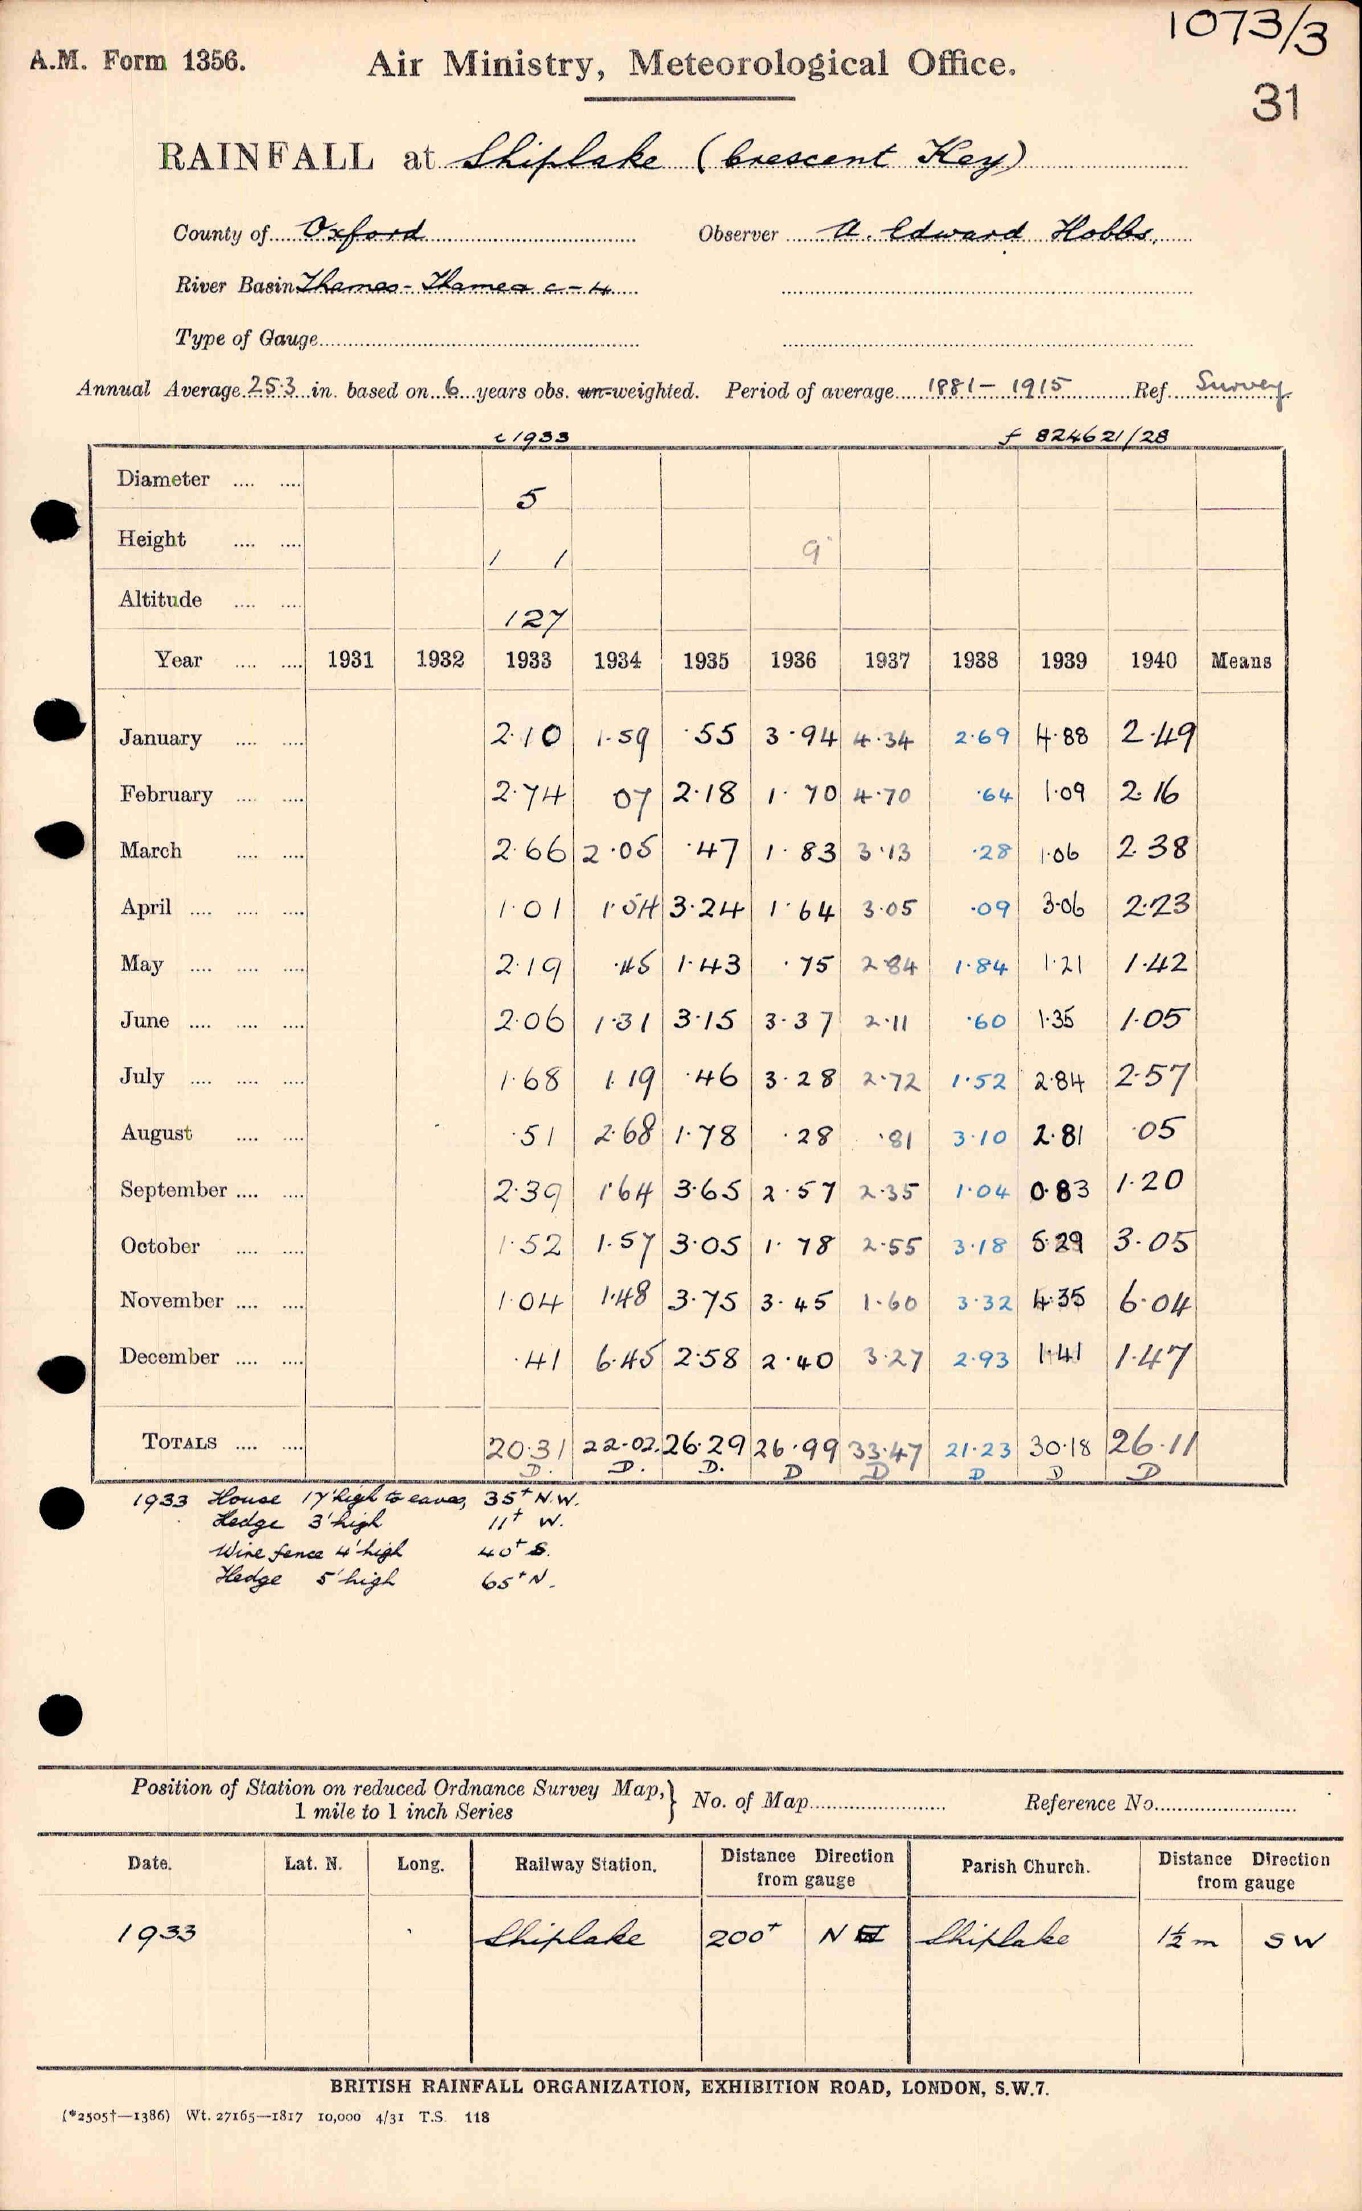 1073/3
A.M. Form 1356.
Air Ministry, Meteorological Office.
31
RAINFALL at Shiplake (Crescent Key)
County of Oxford Observer A. Edward Hobbs.
River Basin Thames - Thames c - 4
Type of Gauge
Annual Average 25.3 in. based on 6 years obs. un-weighted. Period of average 1881 - 1915 Ref. Survey
c 1933 f 824621/28
Diameter .... .... 5
Height .... .... 1 1 9"
Altitude .... .... 127
Year .... .... 1931 1932 1933 1934 1935 1936 1937 1938 1939 1940 Means
January .... .... 2.10 1.59 .55 3.94 4.34 2.69 4.88 2.49
February .... .... 2.74 07 2.18 1.70 4.70 .64 1.09 2.16
March .... .... 2.66 2.05 .47 1.83 3.13 .28 1.06 2.38
April .... .... .... 1.01 1.54 3.24 1.64 3.05 .09 3.06 2.23
May .... .... .... 2.19 .45 1.43 .75 2.84 1.84 1.21 1.42
June .... .... .... 2.06 1.31 3.15 3.37 2.11 .60 1.35 1.05
July .... .... .... 1.68 1.19 .46 3.28 2.72 1.52 2.84 2.57
August .... .... .51 2.68 1.78 .28 .81 3.10 2.81 .05
September .... .... 2.39 1.64 3.65 2.57 2.35 1.04 0.83 1.20
October .... .... 1.52 1.57 3.05 1.78 2.55 3.18 5.29 3.05
November .... .... 1.04 1.48 3.75 3.45 1.60 3.32 4.35 6.04
December .... .... .41 6.45 2.58 2.40 3.27 2.93 1.41 1.47
TOTALS .... .... 20.31 22.02 26.29 26.99 33.47 21.23 30.18 26.11
D. D. D. D D D D D
1933 House 17' high to eaves, 35+ N.W.
Hedge 3' high 11+ W.
Wire fence 4' high 40+ S.
Hedge 5' high 65+ N.
Position of Station on reduced Ordnance Survey Map, } No. of Map Reference No.
1 mile to 1 inch Series
Date. Lat. N. Long. Railway Station. Distance Direction from gauge Parish Church. Distance Direction from gauge
1933 Shiplake 200+ N Shiplake 1½ m SW
BRITISH RAINFALL ORGANIZATION, EXHIBITION ROAD, LONDON, S.W.7.
(*2505†—1386) Wt. 27165—1817 10,000 4/31 T.S. 118